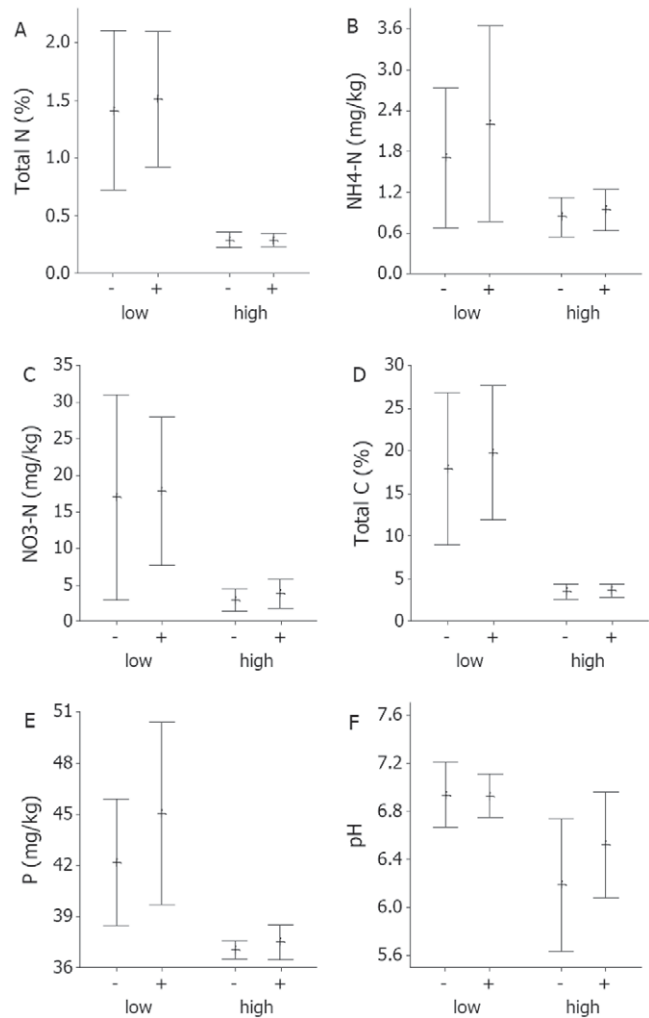 A
Total N (%)
2.0
1.5
1.0
0.5
0.0
- + - +
low high
B
NH4-N (mg/kg)
3.6
3.0
2.4
1.8
1.2
0.6
0.0
- + - +
low high
C
NO3-N (mg/kg)
35
30
25
20
15
10
5
0
- + - +
low high
D
Total C (%)
30
25
20
15
10
5
0
- + - +
low high
E
P (mg/kg)
51
48
45
42
39
36
- + - +
low high
F
pH
7.6
7.2
6.8
6.4
6.0
5.6
- + - +
low high